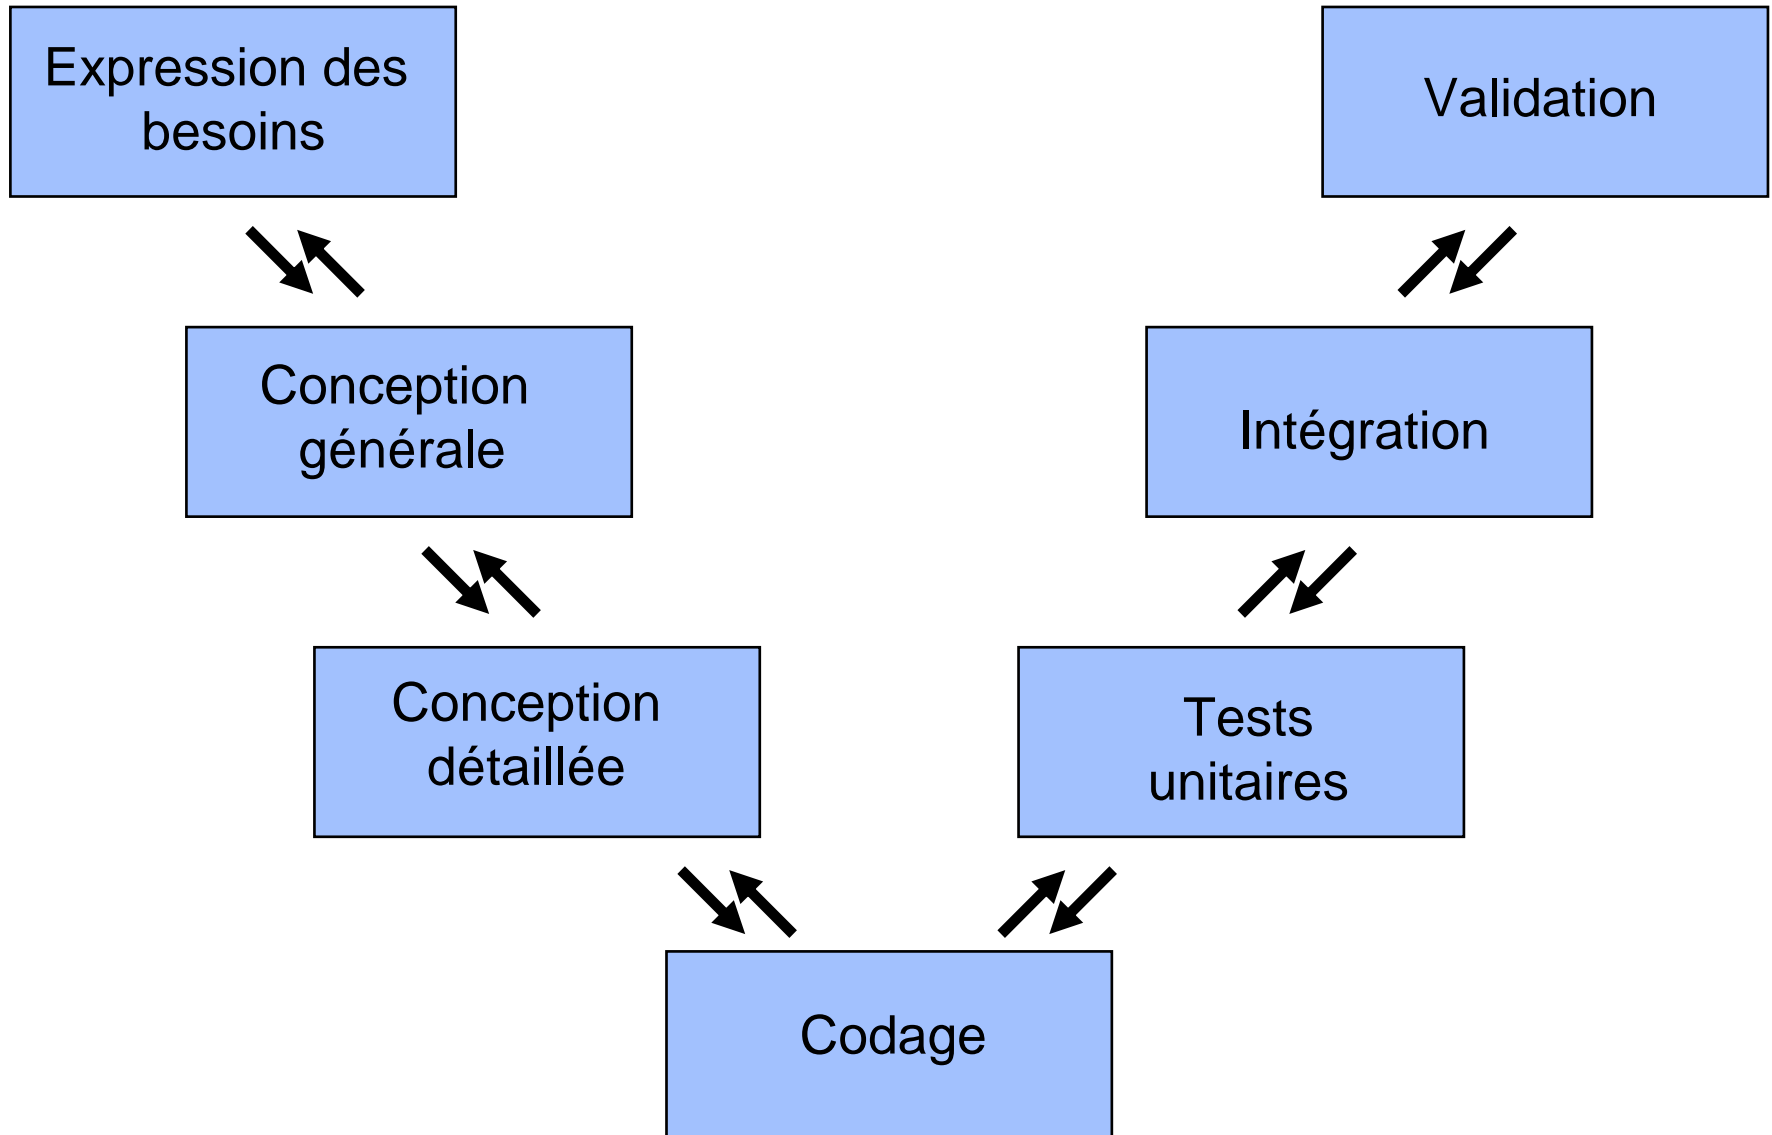 Expression des
besoins
Validation
Conception
générale
Intégration
Conception
détaillée
Tests
unitaires
Codage